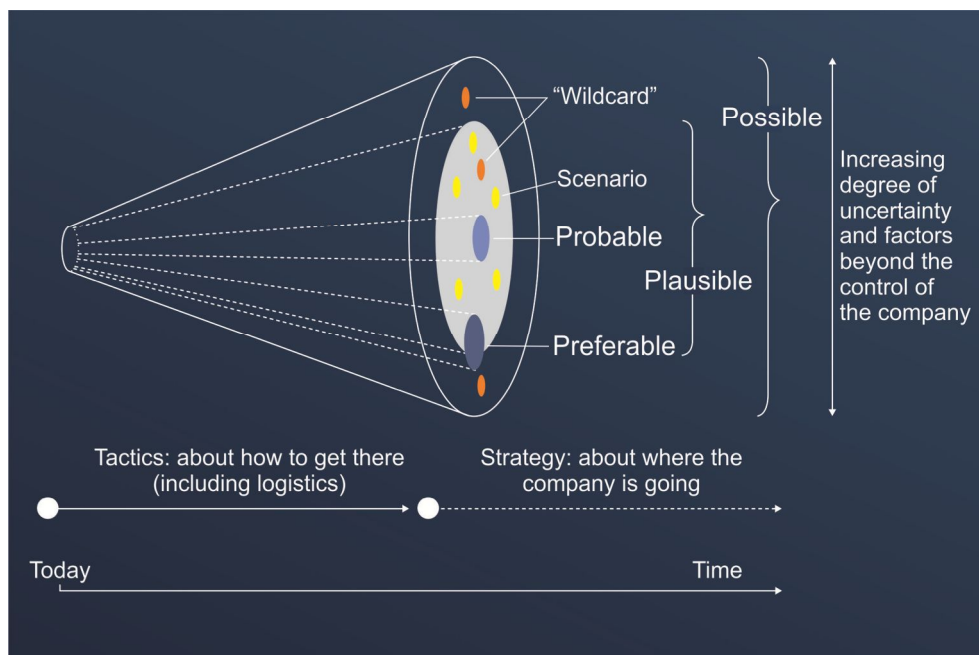 “Wildcard”
Possible
Scenario
Probable
Plausible
Preferable
Increasing
degree of
uncertainty
and factors
beyond the
control of
the company
Tactics: about how to get there
(including logistics)
Strategy: about where the
company is going
Today
Time